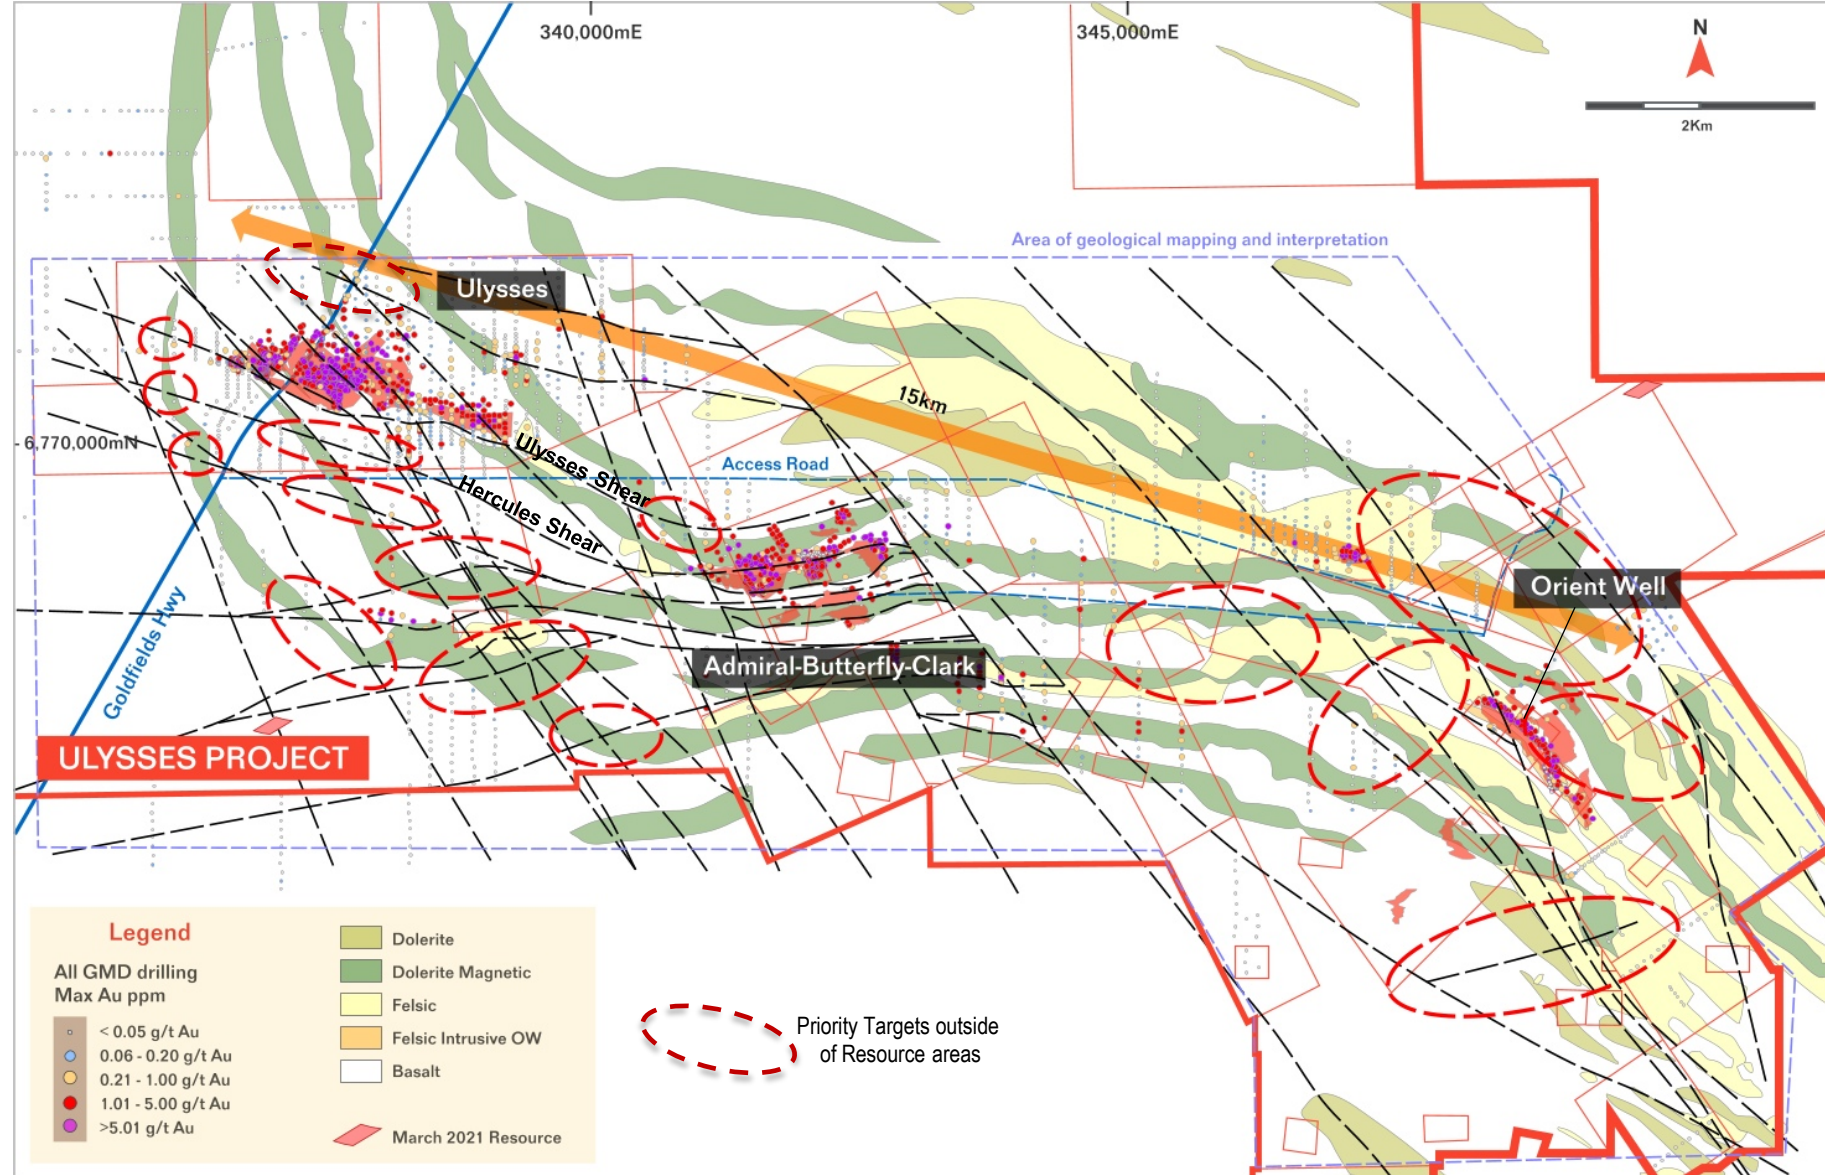 340,000mE
345,000mE
N
2Km
Area of geological mapping and interpretation
Ulysses
15km
6,770,000mN
Ulysses Shear
Access Road
Hercules Shear
Orient Well
Goldfields Hwy
Admiral-Butterfly-Clark
ULYSSES PROJECT
Legend
All GMD drilling
Max Au ppm
< 0.05 g/t Au
0.06 - 0.20 g/t Au
0.21 - 1.00 g/t Au
1.01 - 5.00 g/t Au
>5.01 g/t Au
Dolerite
Dolerite Magnetic
Felsic
Felsic Intrusive OW
Basalt
March 2021 Resource
Priority Targets outside
of Resource areas